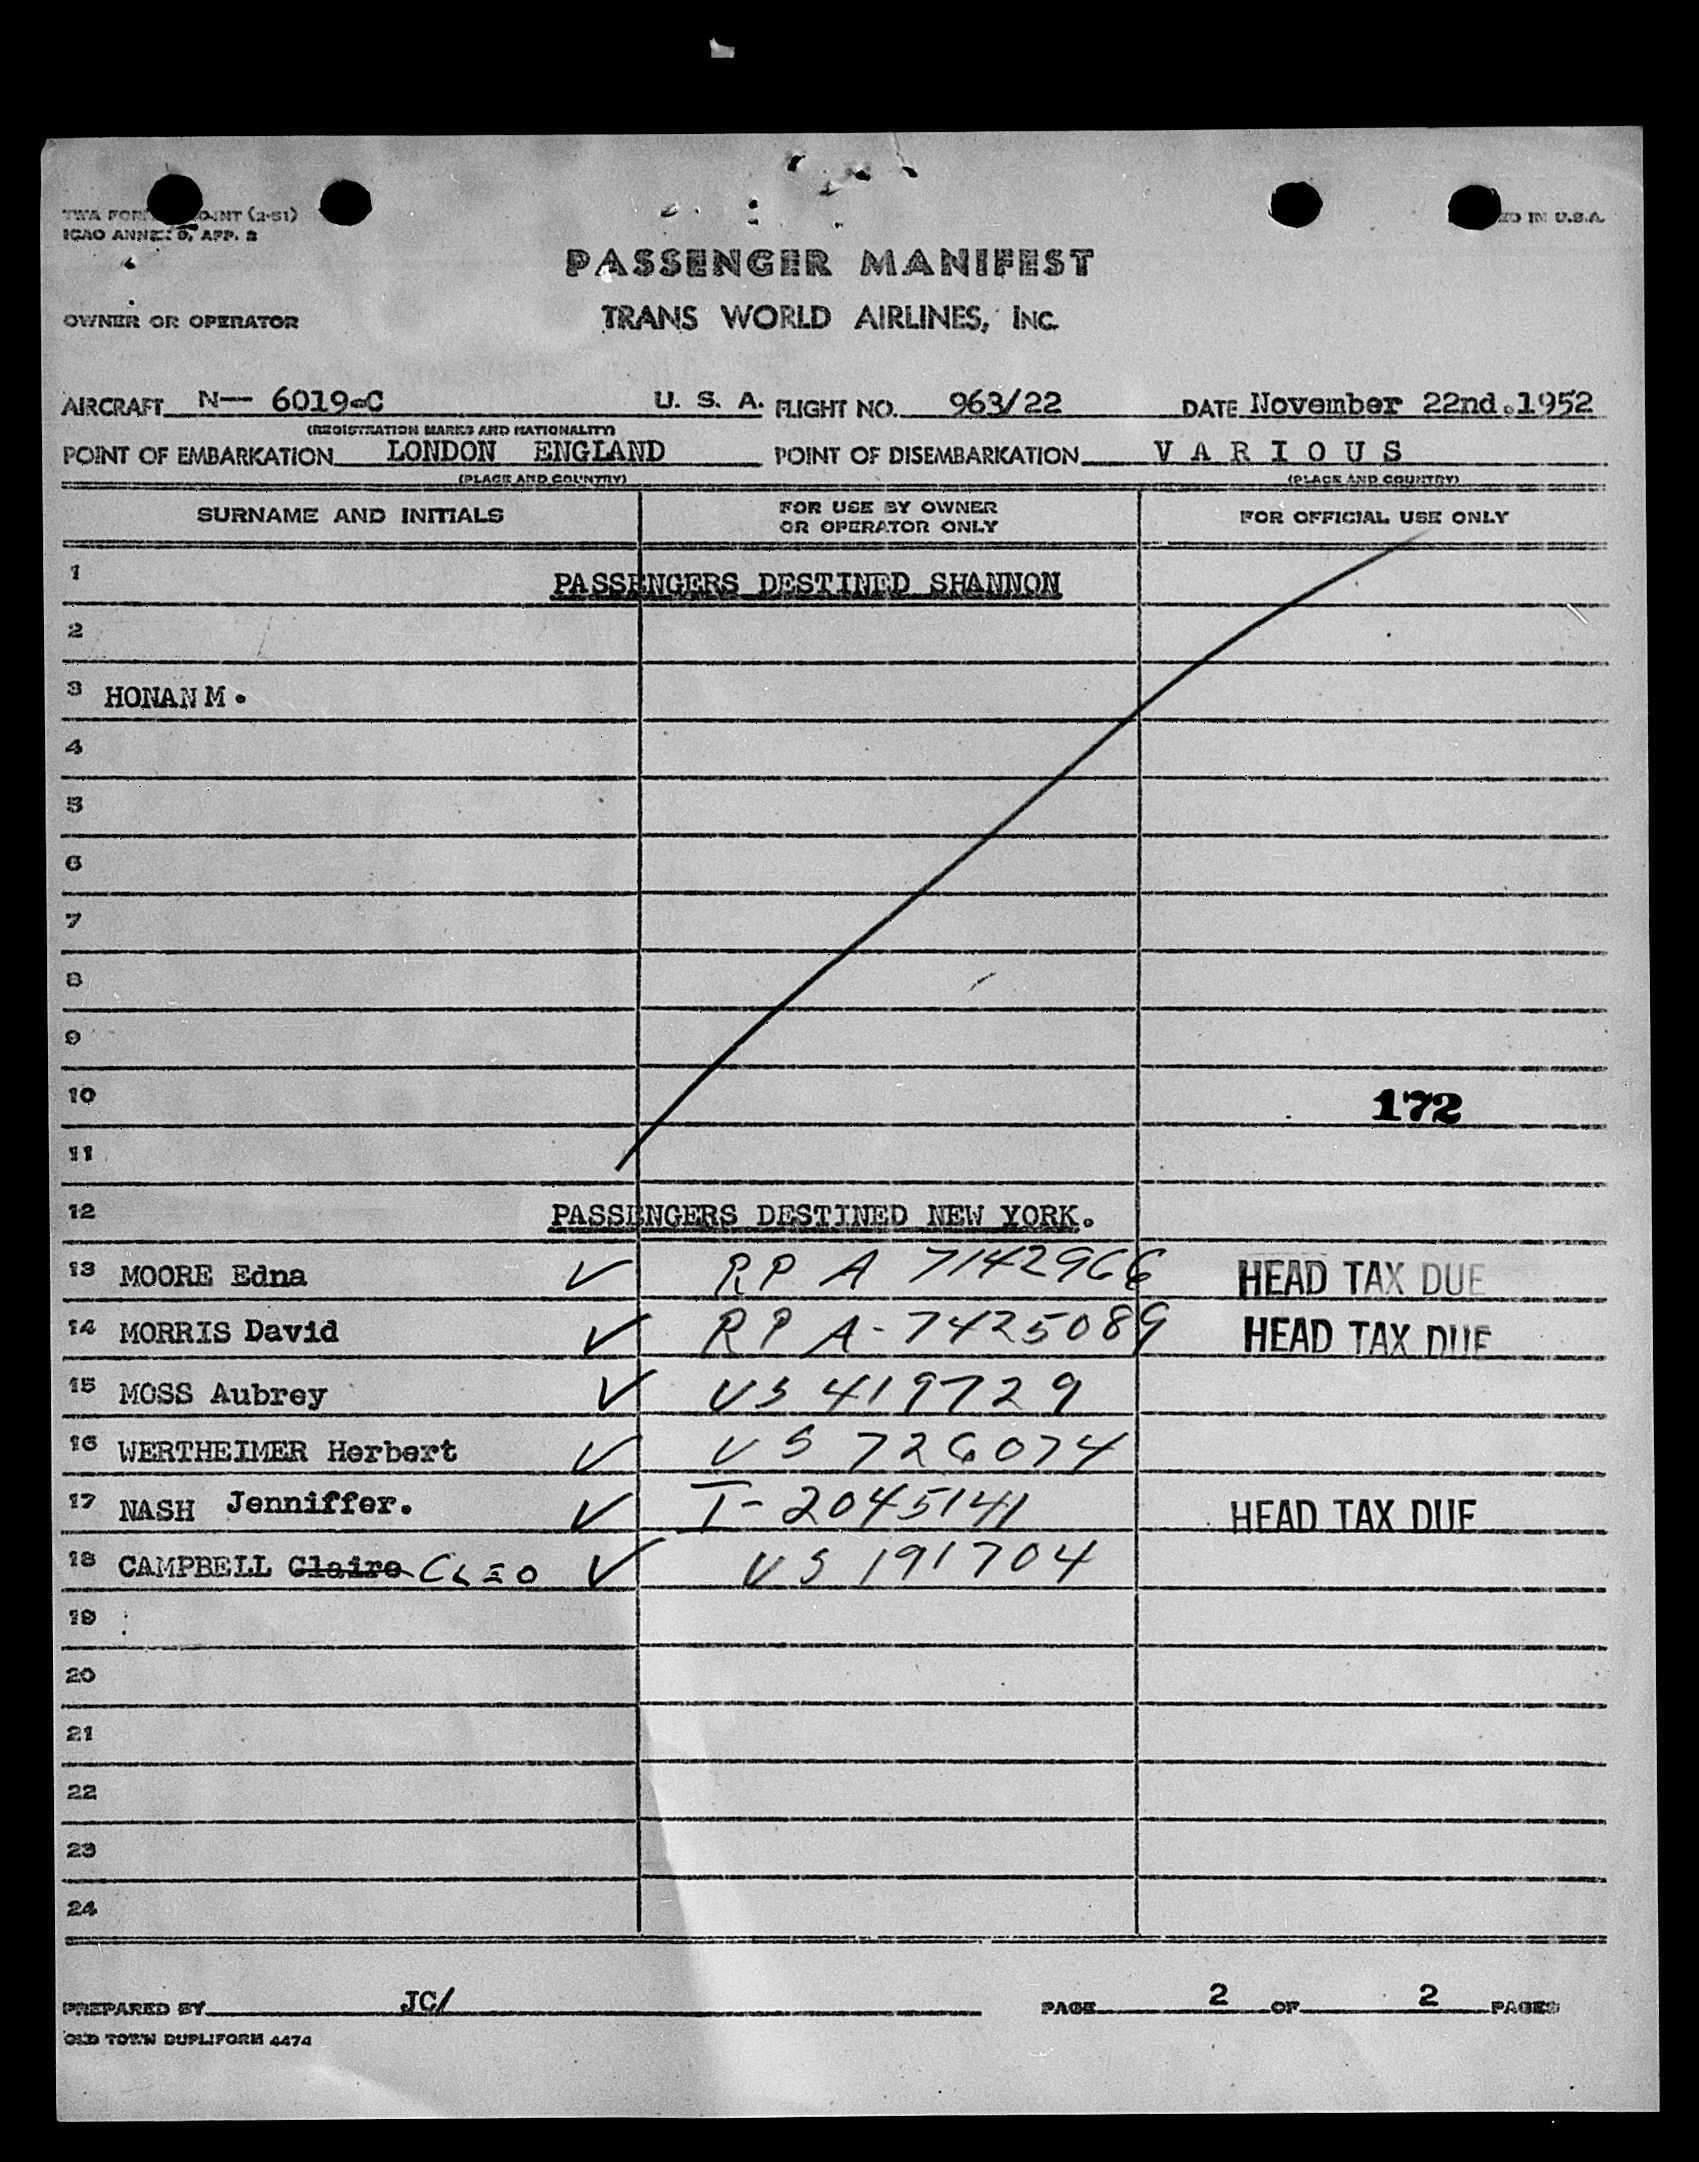 TWA FORM OINT (2-51)
ED IN U.S.A.
ICAO ANNEX 9, APP. 2
PASSENGER MANIFEST
OWNER OR OPERATOR TRANS WORLD AIRLINES, INC.
AIRCRAFT N-- 6019-C U. S. A. FLIGHT NO. 963/22 DATE November 22nd.1952
(REGISTRATION MARKS AND NATIONALITY)
POINT OF EMBARKATION LONDON ENGLAND POINT OF DISEMBARKATION V A R I O U S
(PLACE AND COUNTRY) (PLACE AND COUNTRY)
SURNAME AND INITIALS FOR USE BY OWNER OR OPERATOR ONLY FOR OFFICIAL USE ONLY
1 PASSENGERS DESTINED SHANNON
2
3 HONAN M.
4
5
6
7
8
9
10 172
11
12 PASSENGERS DESTINED NEW YORK.
13 MOORE Edna ✓ RP A 7142966 HEAD TAX DUE
14 MORRIS David ✓ RP A-7425089 HEAD TAX DUE
15 MOSS Aubrey ✓ US 419729
16 WERTHEIMER Herbert ✓ US 726074
17 NASH Jenniffer. ✓ I-2045141 HEAD TAX DUE
18 CAMPBELL Claire CLEO ✓ US 191704
19
20
21
22
23
24
PREPARED BY JC/ PAGE 2 OF 2 PAGES
OLD TOWN DUPLIFORM 4474